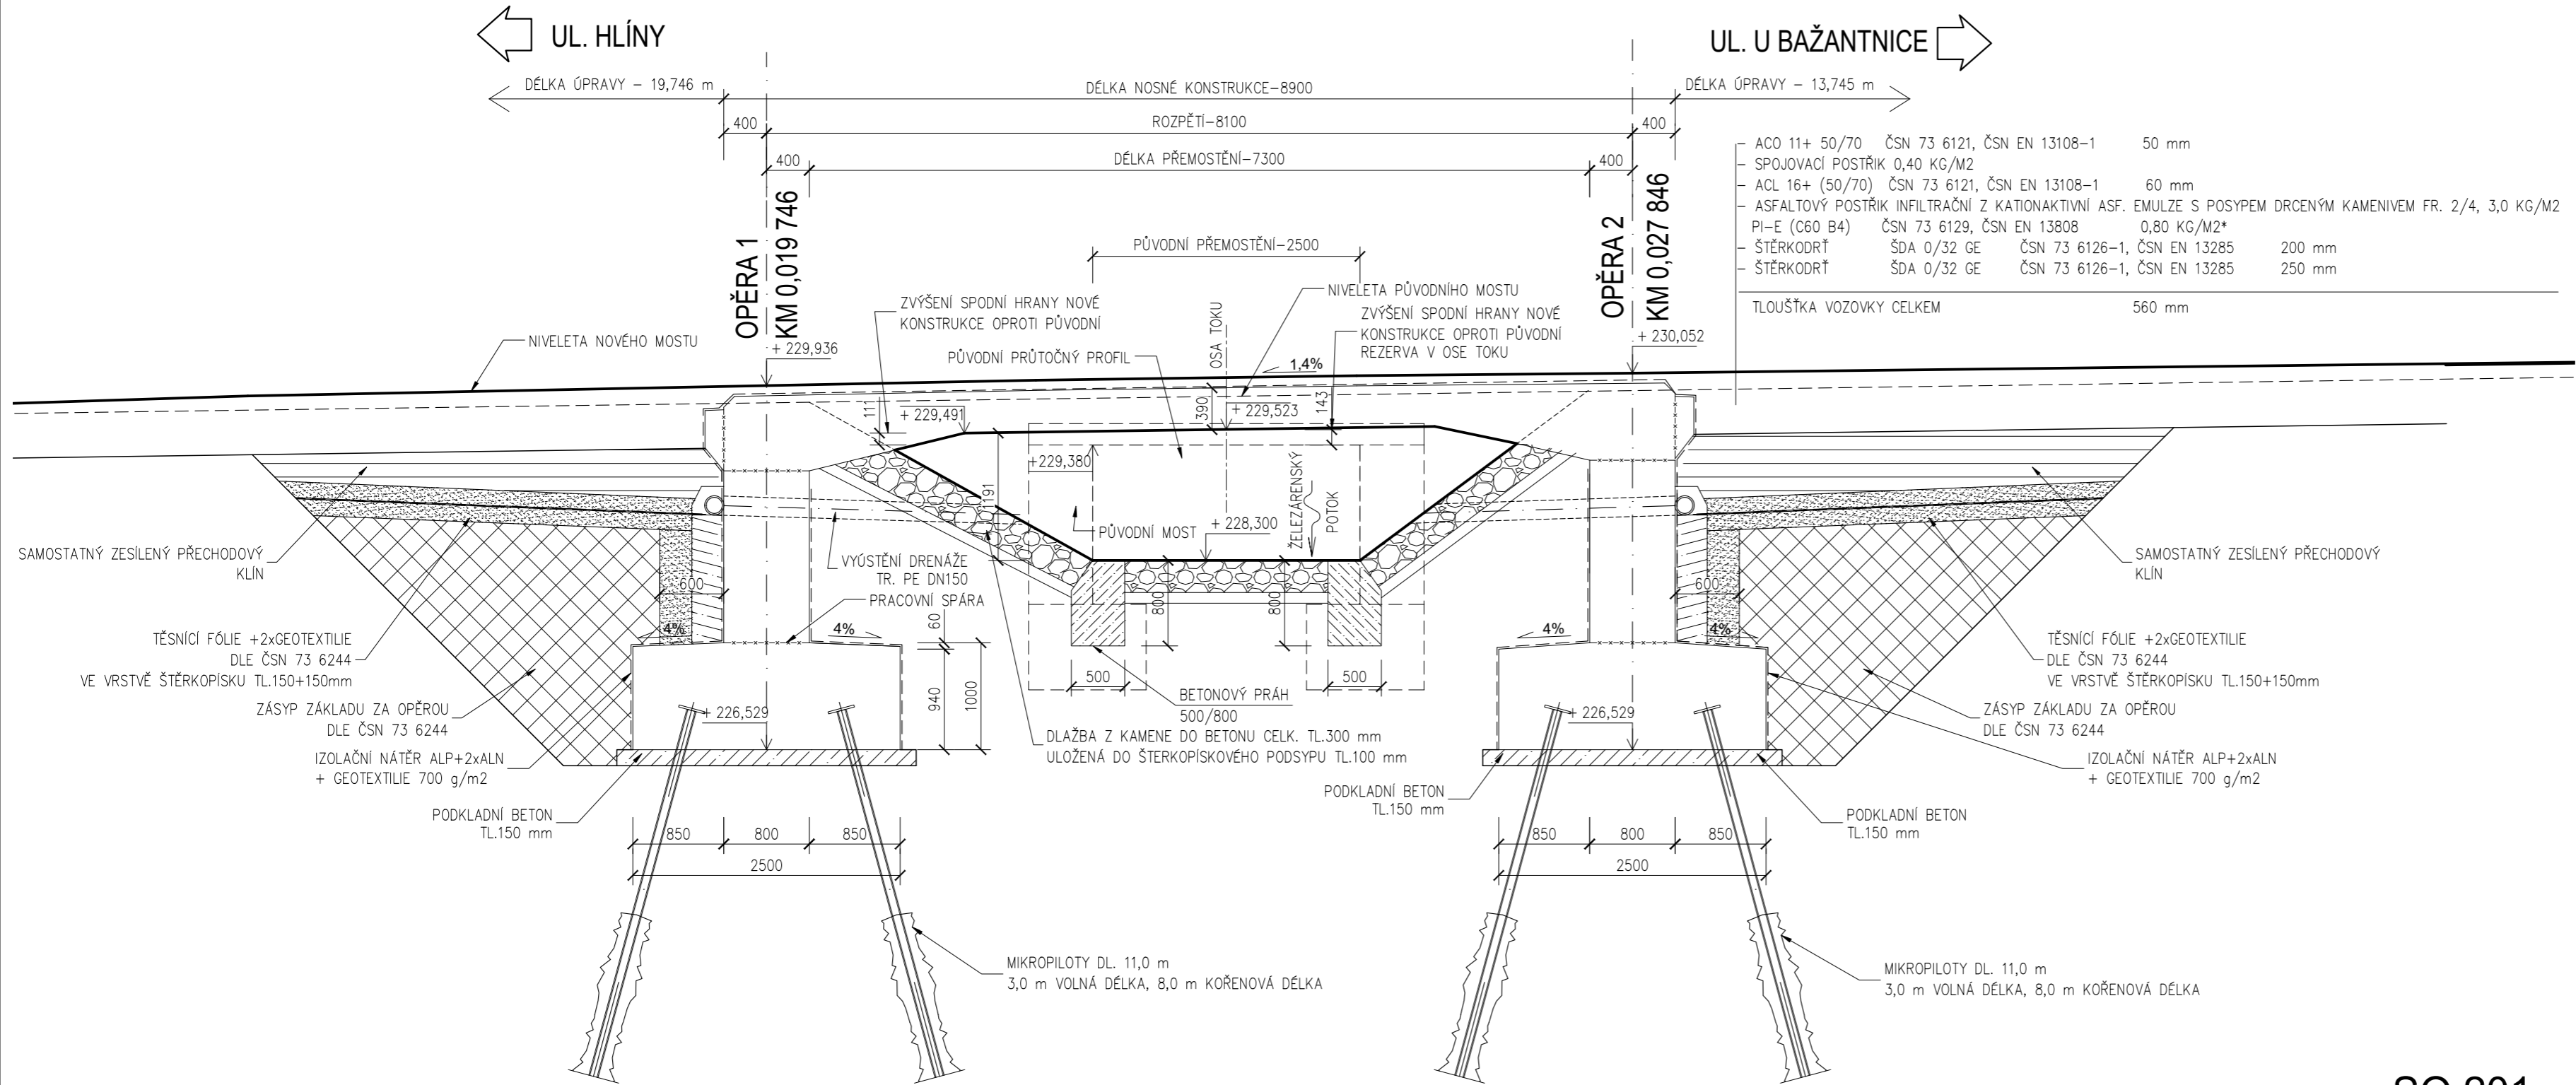 UL. HLÍNY
UL. U BAŽANTNICE
DÉLKA ÚPRAVY – 19,746 m
DÉLKA NOSNÉ KONSTRUKCE–8900
DÉLKA ÚPRAVY – 13,745 m
400
ROZPĚTÍ–8100
400
400
DÉLKA PŘEMOSTĚNÍ–7300
400
– ACO 11+ 50/70 ČSN 73 6121, ČSN EN 13108–1 50 mm
– SPOJOVACÍ POSTŘIK 0,40 KG/M2
– ACL 16+ (50/70) ČSN 73 6121, ČSN EN 13108–1 60 mm
– ASFALTOVÝ POSTŘIK INFILTRAČNÍ Z KATIONAKTIVNÍ ASF. EMULZE S POSYPEM DRCENÝM KAMENIVEM FR. 2/4, 3,0 KG/M2
PI–E (C60 B4) ČSN 73 6129, ČSN EN 13808 0,80 KG/M2*
– ŠTĚRKODRŤ ŠDA 0/32 GE ČSN 73 6126–1, ČSN EN 13285 200 mm
– ŠTĚRKODRŤ ŠDA 0/32 GE ČSN 73 6126–1, ČSN EN 13285 250 mm
TLOUŠŤKA VOZOVKY CELKEM 560 mm
OPĚRA 1
KM 0,019 746
OPĚRA 2
KM 0,027 846
PŮVODNÍ PŘEMOSTĚNÍ–2500
NIVELETA PŮVODNÍHO MOSTU
ZVÝŠENÍ SPODNÍ HRANY NOVÉ
KONSTRUKCE OPROTI PŮVODNÍ
ZVÝŠENÍ SPODNÍ HRANY NOVÉ
KONSTRUKCE OPROTI PŮVODNÍ
REZERVA V OSE TOKU
OSA TOKU
NIVELETA NOVÉHO MOSTU
+ 229,936
PŮVODNÍ PRŮTOČNÝ PROFIL
+ 230,052
1,4%
111
+ 229,491
390
+ 229,523
143
+229,380
1191
ŽELEZÁRENSKÝ
POTOK
PŮVODNÍ MOST
+ 228,300
SAMOSTATNÝ ZESÍLENÝ PŘECHODOVÝ
KLÍN
SAMOSTATNÝ ZESÍLENÝ PŘECHODOVÝ
KLÍN
VYÚSTĚNÍ DRENÁŽE
TR. PE DN150
PRACOVNÍ SPÁRA
600
600
800
800
60
4%
4%
4%
4%
TĚSNÍCÍ FÓLIE +2xGEOTEXTILIE
DLE ČSN 73 6244
VE VRSTVĚ ŠTĚRKOPÍSKU TL.150+150mm
TĚSNÍCÍ FÓLIE +2xGEOTEXTILIE
DLE ČSN 73 6244
VE VRSTVĚ ŠTĚRKOPÍSKU TL.150+150mm
940
1000
500
500
BETONOVÝ PRÁH
500/800
ZÁSYP ZÁKLADU ZA OPĚROU
DLE ČSN 73 6244
ZÁSYP ZÁKLADU ZA OPĚROU
DLE ČSN 73 6244
+ 226,529
+ 226,529
DLAŽBA Z KAMENE DO BETONU CELK. TL.300 mm
ULOŽENÁ DO ŠTERKOPÍSKOVÉHO PODSYPU TL.100 mm
IZOLAČNÍ NÁTĚR ALP+2xALN
+ GEOTEXTILIE 700 g/m2
IZOLAČNÍ NÁTĚR ALP+2xALN
+ GEOTEXTILIE 700 g/m2
PODKLADNÍ BETON
TL.150 mm
PODKLADNÍ BETON
TL.150 mm
PODKLADNÍ BETON
TL.150 mm
850
800
850
2500
850
800
850
2500
MIKROPILOTY DL. 11,0 m
3,0 m VOLNÁ DÉLKA, 8,0 m KOŘENOVÁ DÉLKA
MIKROPILOTY DL. 11,0 m
3,0 m VOLNÁ DÉLKA, 8,0 m KOŘENOVÁ DÉLKA